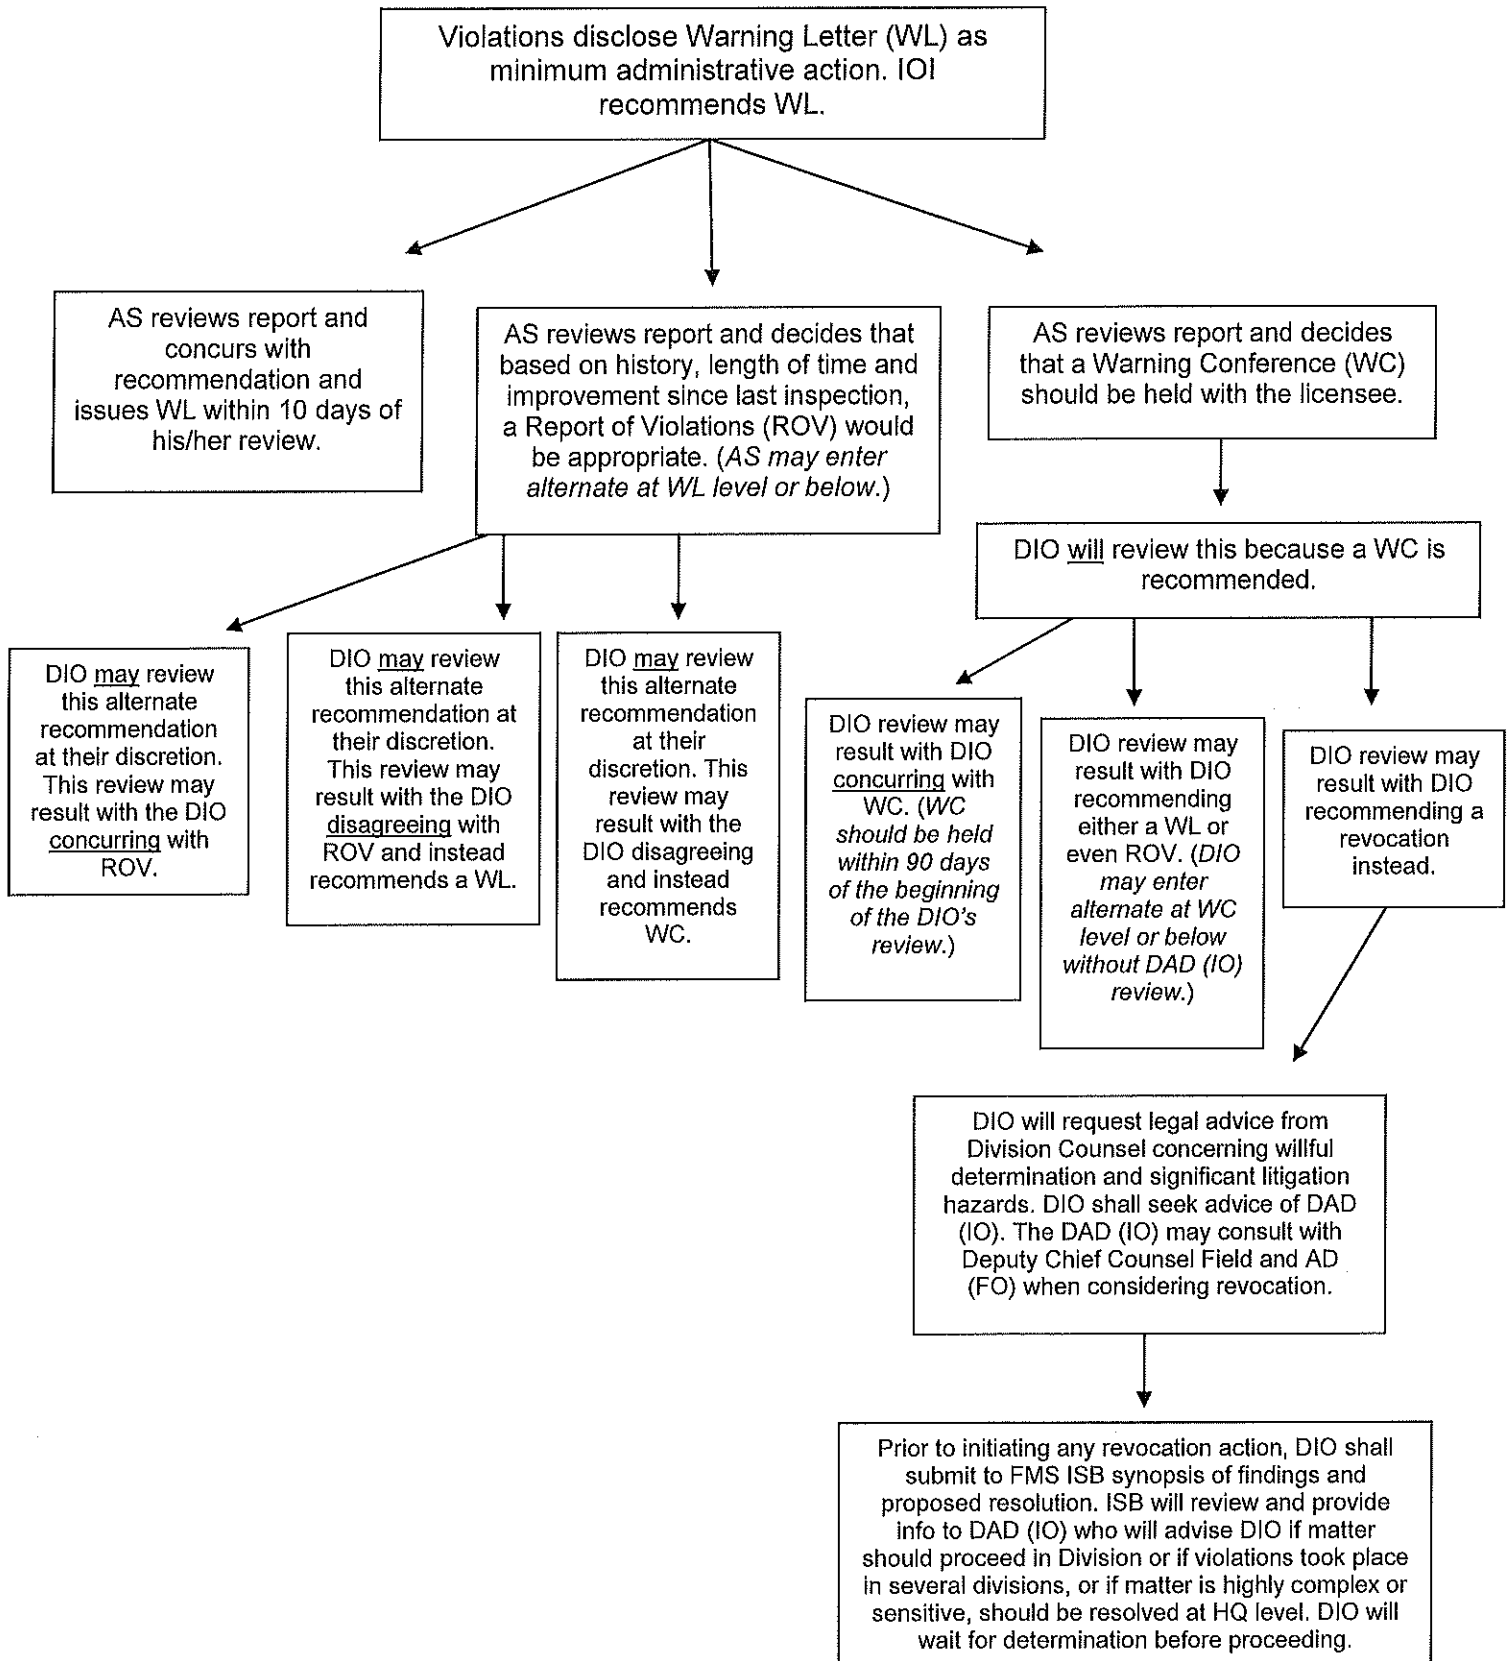 Violations disclose Warning Letter (WL) as
minimum administrative action. IOI
recommends WL.
AS reviews report and
concurs with
recommendation and
issues WL within 10 days of
his/her review.
AS reviews report and decides that
based on history, length of time and
improvement since last inspection,
a Report of Violations (ROV) would
be appropriate. (AS may enter
alternate at WL level or below.)
AS reviews report and decides
that a Warning Conference (WC)
should be held with the licensee.
DIO will review this because a WC is
recommended.
DIO may review
this alternate
recommendation
at their discretion.
This review may
result with the DIO
concurring with
ROV.
DIO may review
this alternate
recommendation at
their discretion.
This review may
result with the DIO
disagreeing with
ROV and instead
recommends a WL.
DIO may review
this alternate
recommendation
at their
discretion. This
review may
result with the
DIO disagreeing
and instead
recommends
WC.
DIO review may
result with DIO
concurring with
WC. (WC
should be held
within 90 days
of the beginning
of the DIO's
review.)
DIO review may
result with DIO
recommending
either a WL or
even ROV. (DIO
may enter
alternate at WC
level or below
without DAD (IO)
review.)
DIO review may
result with DIO
recommending a
revocation
instead.
DIO will request legal advice from
Division Counsel concerning willful
determination and significant litigation
hazards. DIO shall seek advice of DAD
(IO). The DAD (IO) may consult with
Deputy Chief Counsel Field and AD
(FO) when considering revocation.
Prior to initiating any revocation action, DIO shall
submit to FMS ISB synopsis of findings and
proposed resolution. ISB will review and provide
info to DAD (IO) who will advise DIO if matter
should proceed in Division or if violations took place
in several divisions, or if matter is highly complex or
sensitive, should be resolved at HQ level. DIO will
wait for determination before proceeding.